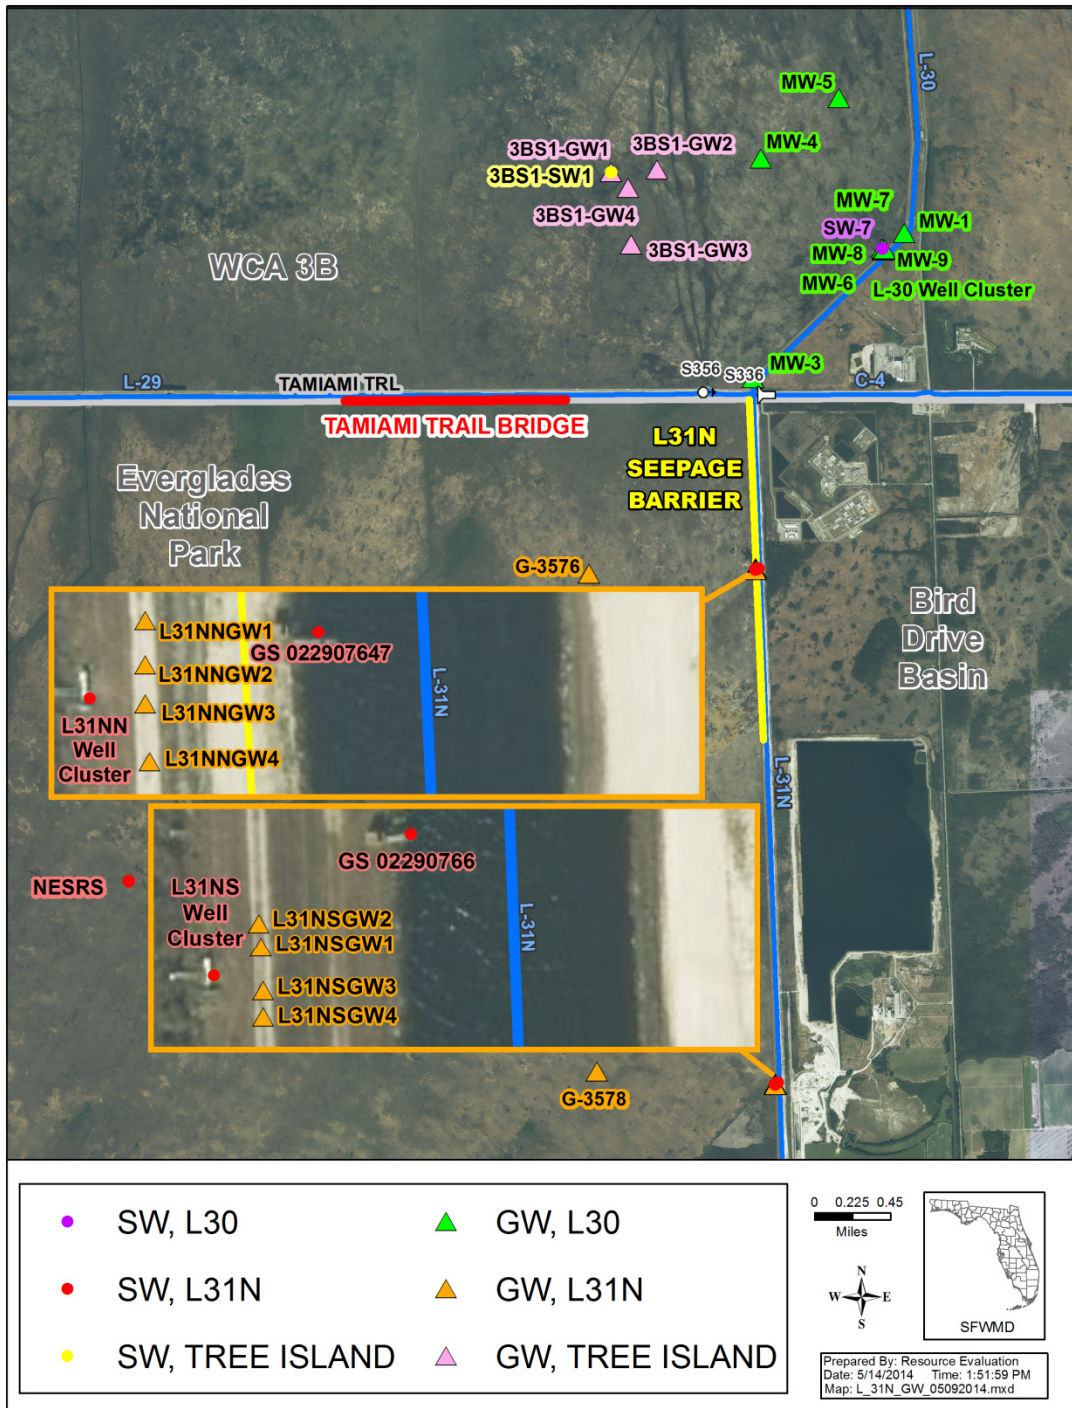 L-30
MW-5
MW-4
3BS1-GW1
3BS1-GW2
3BS1-SW1
3BS1-GW4
3BS1-GW3
MW-7
SW-7
MW-1
MW-8
MW-9
MW-6
L-30 Well Cluster
WCA 3B
MW-3
S356
S336
L-29
TAMIAMI TRL
C-4
TAMIAMI TRAIL BRIDGE
L31N
SEEPAGE
BARRIER
Everglades
National
Park
G-3576
Bird
Drive
Basin
L31NNGW1
GS 022907647
L31NNGW2
L31NNGW3
L31NN
Well
Cluster
L31NNGW4
L-31N
L-31N
GS 02290766
NESRS
L31NS
Well
Cluster
L31NSGW2
L31NSGW1
L31NSGW3
L31NSGW4
L-31N
G-3578
SW, L30
GW, L30
SW, L31N
GW, L31N
SW, TREE ISLAND
GW, TREE ISLAND
0 0.225 0.45
Miles
N
W E
S
SFWMD
Prepared By: Resource Evaluation
Date: 5/14/2014 Time: 1:51:59 PM
Map: L_31N_GW_05092014.mxd